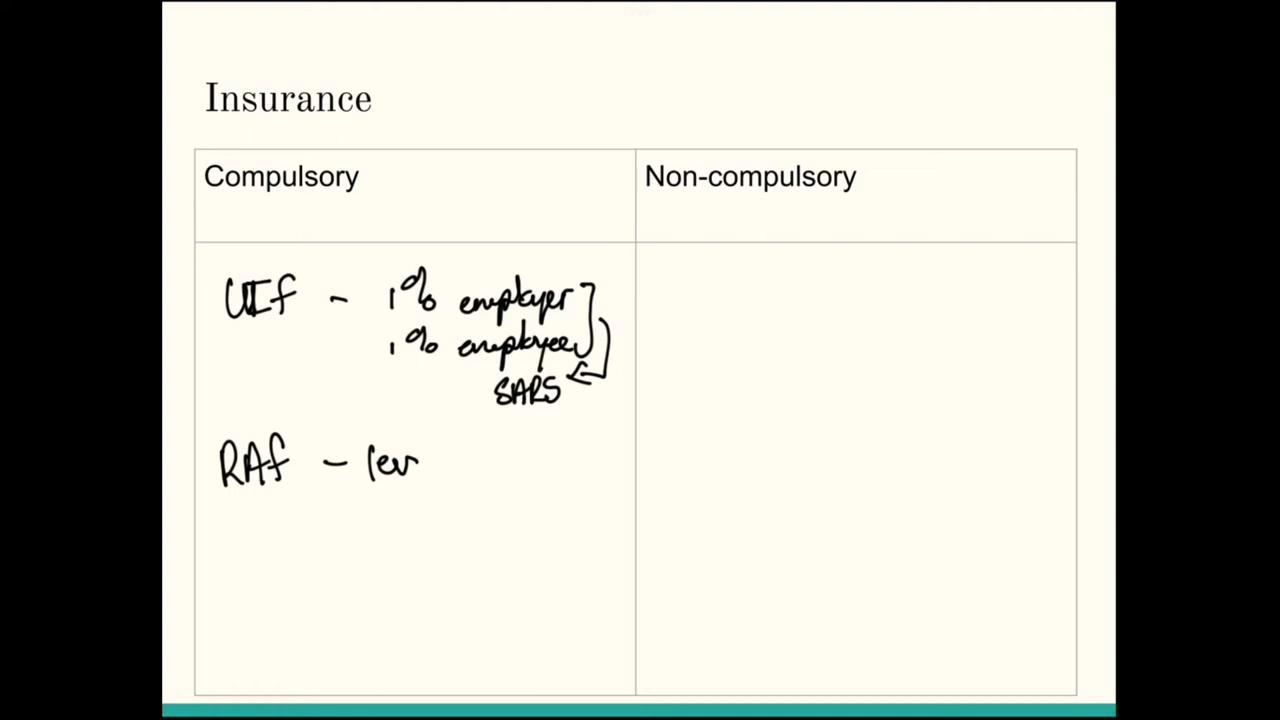 Insurance
Compulsory
Non-compulsory
UIf - 1% employer
1% employee
SARS
RAf - lev